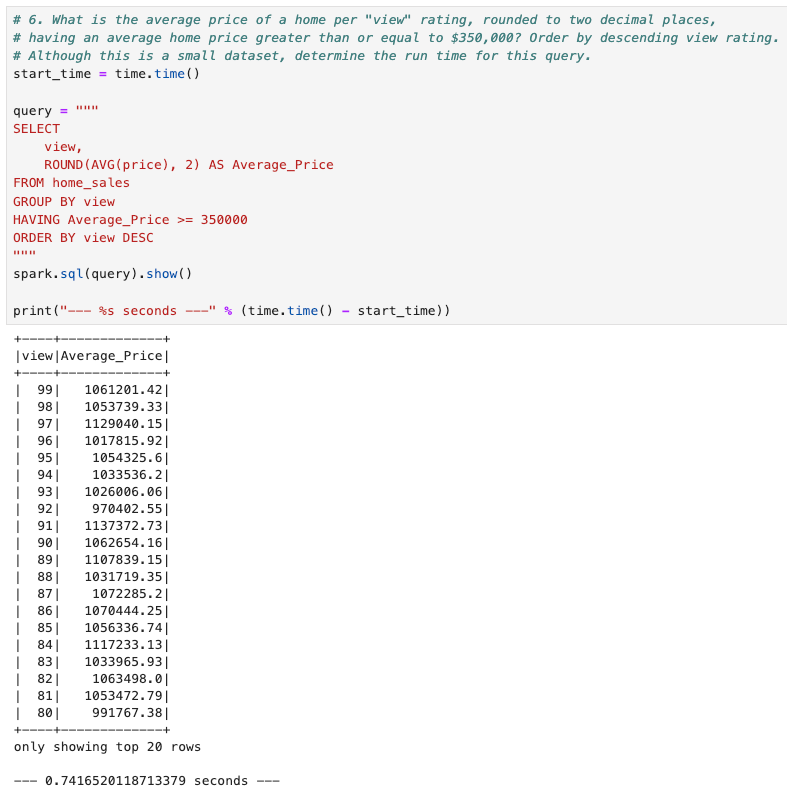 # 6. What is the average price of a home per "view" rating, rounded to two decimal places,
# having an average home price greater than or equal to $350,000? Order by descending view rating.
# Although this is a small dataset, determine the run time for this query.
start_time = time.time()

query = """
SELECT
    view,
    ROUND(AVG(price), 2) AS Average_Price
FROM home_sales
GROUP BY view
HAVING Average_Price >= 350000
ORDER BY view DESC
"""
spark.sql(query).show()

print("--- %s seconds ---" % (time.time() - start_time))
+----+-------------+
|view|Average_Price|
+----+-------------+
|  99|   1061201.42|
|  98|   1053739.33|
|  97|   1129040.15|
|  96|   1017815.92|
|  95|    1054325.6|
|  94|    1033536.2|
|  93|   1026006.06|
|  92|    970402.55|
|  91|   1137372.73|
|  90|   1062654.16|
|  89|   1107839.15|
|  88|   1031719.35|
|  87|    1072285.2|
|  86|   1070444.25|
|  85|   1056336.74|
|  84|   1117233.13|
|  83|   1033965.93|
|  82|    1063498.0|
|  81|   1053472.79|
|  80|    991767.38|
+----+-------------+
only showing top 20 rows

--- 0.7416520118713379 seconds ---